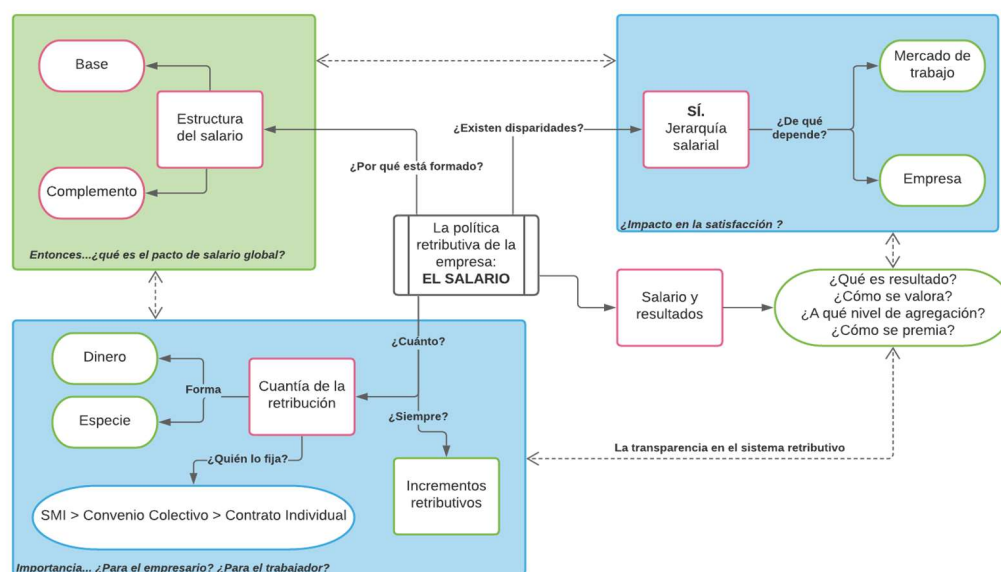 Base
Estructura
del salario
Complemento
Entonces...¿qué es el pacto de salario global?
¿Por qué está formado?
¿Existen disparidades?
SÍ.
Jerarquía
salarial
¿De qué
depende?
Mercado de
trabajo
Empresa
¿Impacto en la satisfacción ?
La política
retributiva de la
empresa:
EL SALARIO
Salario y
resultados
¿Qué es resultado?
¿Cómo se valora?
¿A qué nivel de agregación?
¿Cómo se premia?
¿Cuánto?
Dinero
Forma
Especie
Cuantía de la
retribución
¿Siempre?
¿Quién lo fija?
SMI > Convenio Colectivo > Contrato Individual
Incrementos
retributivos
La transparencia en el sistema retributivo
Importancia... ¿Para el empresario? ¿Para el trabajador?